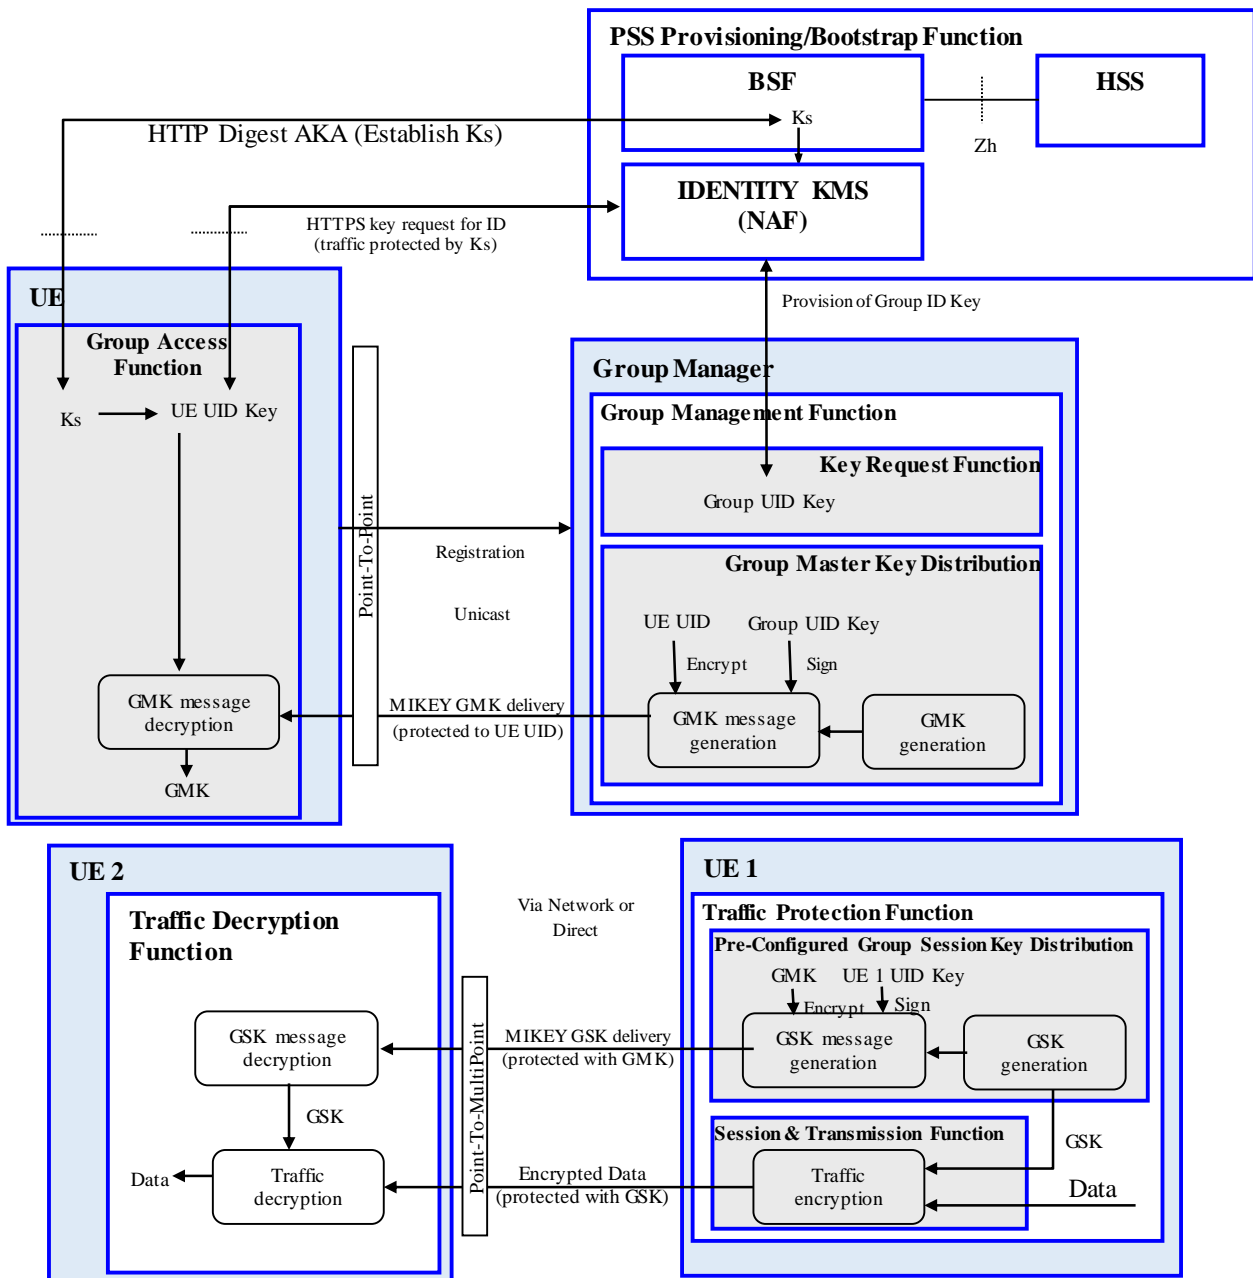 PSS Provisioning/Bootstrap Function
BSF
HSS
Ks
HTTP Digest AKA (Establish Ks)
Zh
IDENTITY KMS
(NAF)
HTTPS key request for ID
(traffic protected by Ks)
Provision of Group ID Key
UE
Group Access
Function
Ks
UE UID Key
Point-To-Point
Group Manager
Group Management Function
Key Request Function
Group UID Key
Registration
Unicast
Group Master Key Distribution
UE UID
Group UID Key
Encrypt
Sign
GMK message
decryption
MIKEY GMK delivery
(protected to UE UID)
GMK message
generation
GMK
generation
GMK
UE 2
UE 1
Traffic Decryption
Function
Via Network or
Direct
Traffic Protection Function
Pre-Configured Group Session Key Distribution
GMK
UE 1 UID Key
Encrypt
Sign
GSK message
decryption
MIKEY GSK delivery
(protected with GMK)
GSK message
generation
GSK
generation
Point-To-MultiPoint
GSK
Session & Transmission Function
GSK
Data
Traffic
decryption
Encrypted Data
(protected with GSK)
Traffic
encryption
Data